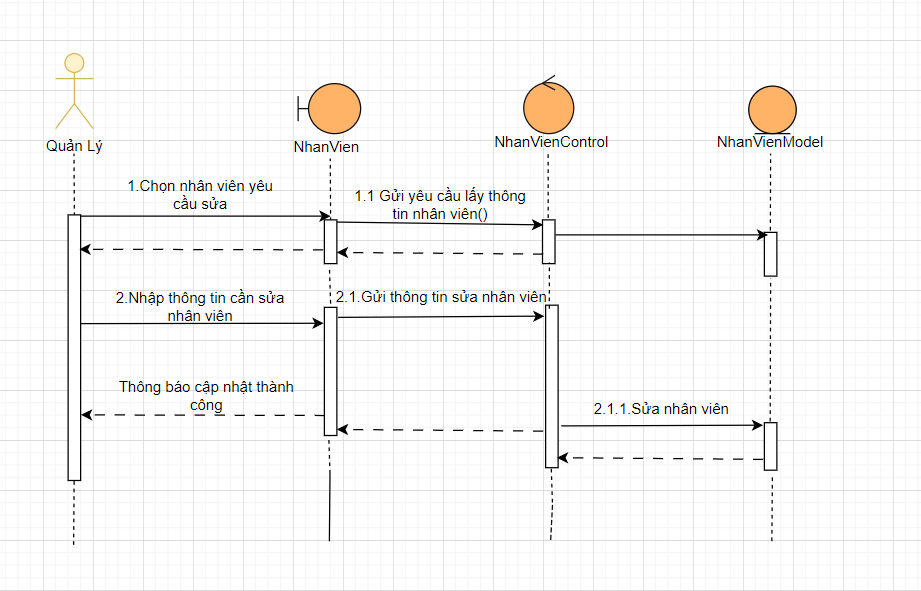 Quản Lý
NhanVien
NhanVienControl
NhanVienModel
1.Chọn nhân viên yêu
cầu sửa
1.1 Gửi yêu cầu lấy thông
tin nhân viên()
2.Nhập thông tin cần sửa
nhân viên
2.1.Gửi thông tin sửa nhân viên
Thông báo cập nhật thành
công
2.1.1.Sửa nhân viên